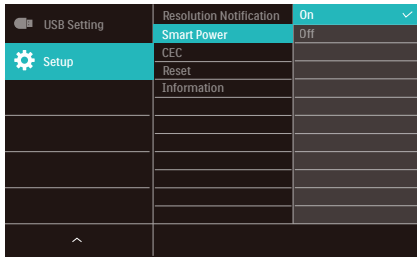 USB Setting
Setup
Resolution Notification
Smart Power
CEC
Reset
Information
On
Off